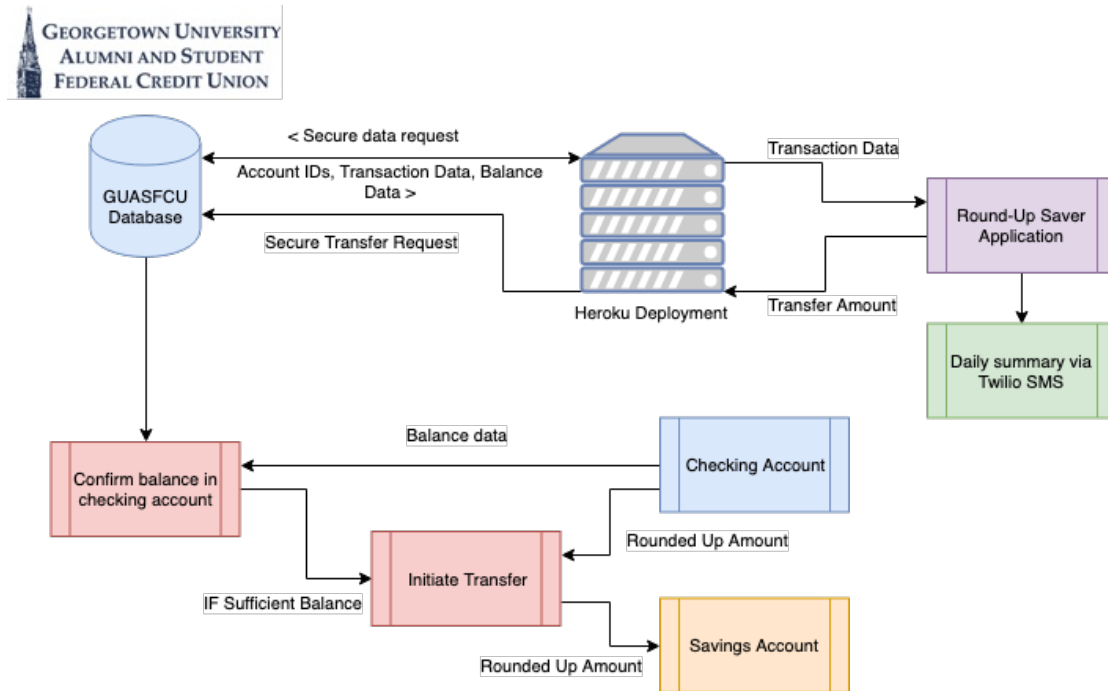 GEORGETOWN UNIVERSITY
ALUMNI AND STUDENT
FEDERAL CREDIT UNION
< Secure data request
Account IDs, Transaction Data, Balance
Data >
GUASFCU
Database
Secure Transfer Request
Heroku Deployment
Transaction Data
Round-Up Saver
Application
Transfer Amount
Daily summary via
Twilio SMS
Balance data
Checking Account
Confirm balance in
checking account
Rounded Up Amount
Initiate Transfer
IF Sufficient Balance
Savings Account
Rounded Up Amount